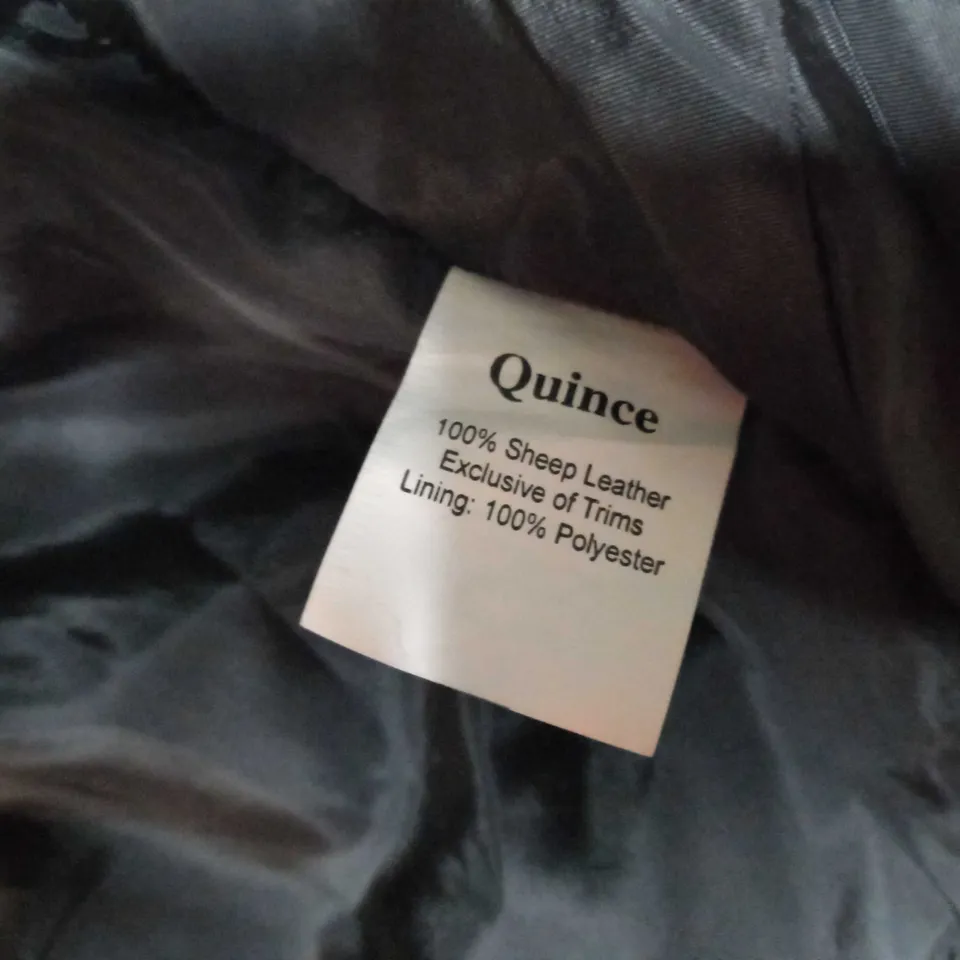 Quince
100% Sheep Leather
Exclusive of Trims
Lining: 100% Polyester